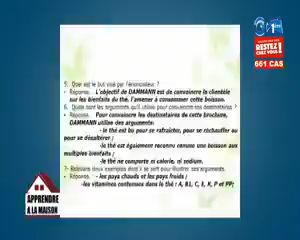 RESTEZ
CHEZ VOUS !
661 CAS
5. Quel est le but visé par l'énonciateur ?
- Réponse. L'objectif de DAMMANN est de convaincre la clientèle
sur les bienfaits du thé, l'amener à consommer cette boisson.
6. Quels sont les arguments qu'il utilise pour convaincre ses destinataires ?
- Réponse. Pour convaincre les destinataires de cette brochure,
DAMMANN utilise des arguments:
- le thé est bu pour se rafraîchir, pour se réchauffer ou
pour se désaltérer ;
- le thé est également reconnu comme une boisson aux
multiples bienfaits ;
- le thé ne comporte ni calorie, ni sodium.
7- Relevez deux exemples dont il se sert pour illustrer ses arguments.
- Réponse. - les pays chauds et les pays froids ;
- les vitamines contenues dans le thé : A, B1, C, E, K, P et PP;
APPRENDRE
À LA MAISON